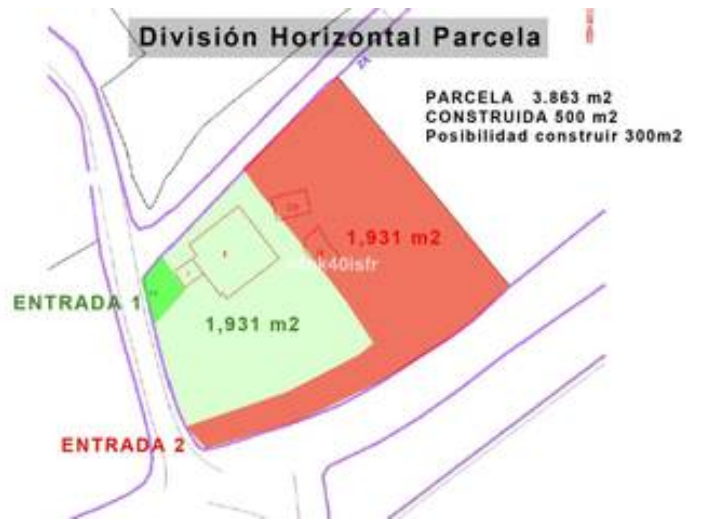 División Horizontal Parcela
2A
PARCELA 3.863 m2
CONSTRUIDA 500 m2
Posibilidad construir 300m2
1,931 m2
ENTRADA 1
1,931 m2
ENTRADA 2